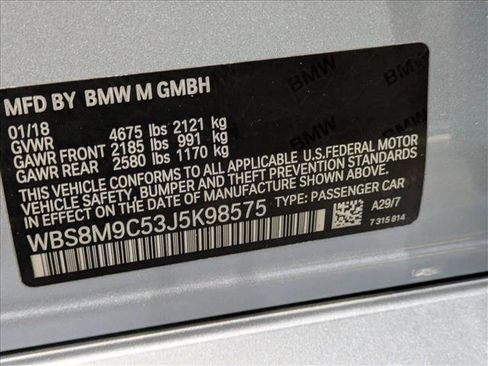 MFD BY BMW M GMBH
01/18
GVWR 4675 lbs 2121 kg
GAWR FRONT 2185 lbs 991 kg
GAWR REAR 2580 lbs 1170 kg
THIS VEHICLE CONFORMS TO ALL APPLICABLE U.S.FEDERAL MOTOR
VEHICLE SAFETY, BUMPER, AND THEFT PREVENTION
STANDARDS IN EFFECT ON THE DATE OF MANUFACTURE SHOWN ABOVE.
WBS8M9C53J5K98575 TYPE: PASSENGER CAR
A29/7
7 315 814
BMW
BMW